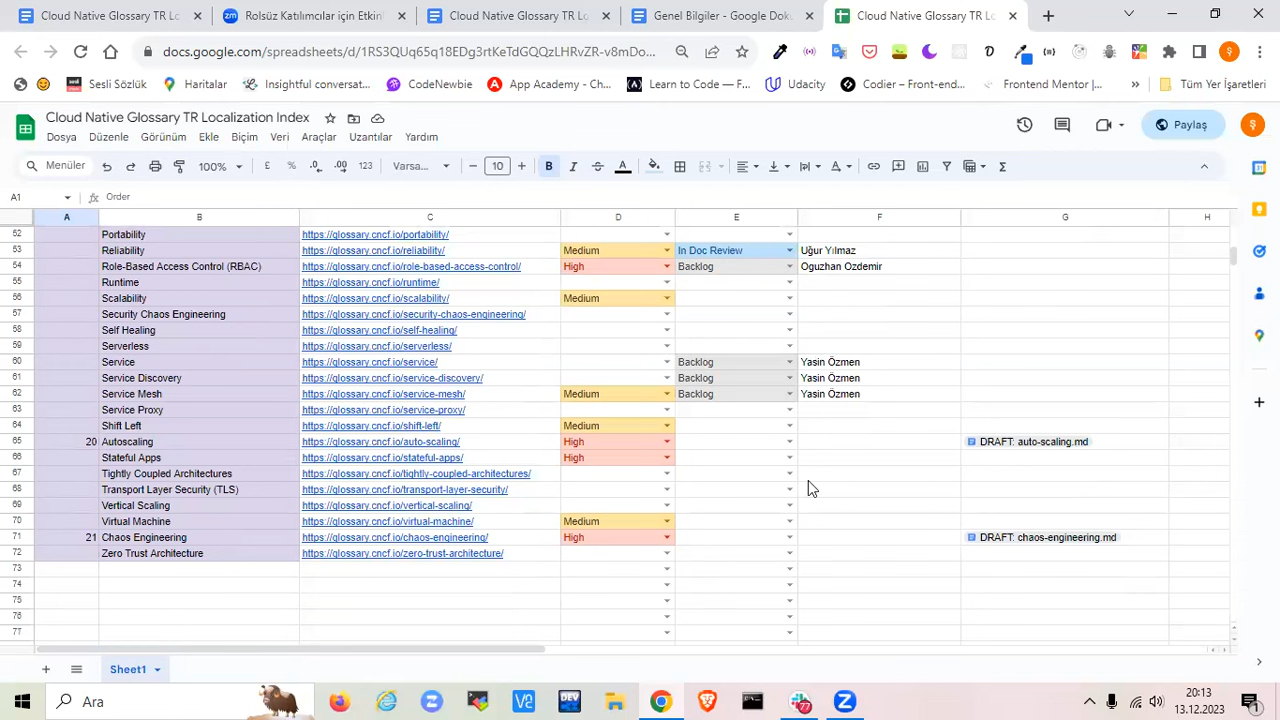 Cloud Native Glossary TR Lo
Rolsüz Katılımcılar için Etkin
Cloud Native Glossary TR Lo
Genel Bilgile - Google Doku
Cloud Native Glossary TR Lo
docs.google.com/spreadsheets/d/1RS3QUg65q18EDg3rtKeTdGQQzLHRvZR-v8mDo...
Sesli Sözlük
Haritalar
Insightful conversat...
CodeNewbie
App Academy - Ch...
Learn to Code — F...
Udacity
Codier — Front-end...
Frontend Mentor |...
Tüm Yer İşaretleri
Cloud Native Glossary TR Localization Index
Dosya Düzenle Görünüm Ekle Biçim Veri Araçlar Uzantılar Yardım
Paylaş
Menüler 100% £ % .0 .00 123 Varsa... 10 B I A
A1 Order
A B C D E F G H
52 Portability https://glossary.cncf.io/portability/
53 Reliability https://glossary.cncf.io/reliability/ Medium In Doc Review Uğur Yılmaz
54 Role-Based Access Control (RBAC) https://glossary.cncf.io/role-based-access-control/ High Backlog Oguzhan Ozdemir
55 Runtime https://glossary.cncf.io/runtime/
56 Scalability https://glossary.cncf.io/scalability/ Medium
57 Security Chaos Engineering https://glossary.cncf.io/security-chaos-engineering/
58 Self Healing https://glossary.cncf.io/self-healing/
59 Serverless https://glossary.cncf.io/serverless/
60 Service https://glossary.cncf.io/service/ Backlog Yasin Özmen
61 Service Discovery https://glossary.cncf.io/service-discovery/ Backlog Yasin Özmen
62 Service Mesh https://glossary.cncf.io/service-mesh/ Medium Backlog Yasin Özmen
63 Service Proxy https://glossary.cncf.io/service-proxy/
64 Shift Left https://glossary.cncf.io/shift-left/ Medium
65 20 Autoscaling https://glossary.cncf.io/auto-scaling/ High DRAFT: auto-scaling.md
66 Stateful Apps https://glossary.cncf.io/stateful-apps/ High
67 Tightly Coupled Architectures https://glossary.cncf.io/tightly-coupled-architectures/
68 Transport Layer Security (TLS) https://glossary.cncf.io/transport-layer-security/
69 Vertical Scaling https://glossary.cncf.io/vertical-scaling/
70 Virtual Machine https://glossary.cncf.io/virtual-machine/ Medium
71 21 Chaos Engineering https://glossary.cncf.io/chaos-engineering/ High DRAFT: chaos-engineering.md
72 Zero Trust Architecture https://glossary.cncf.io/zero-trust-architecture/
73
74
75
76
77
Sheet1
Ara
77
20:13
13.12.2023